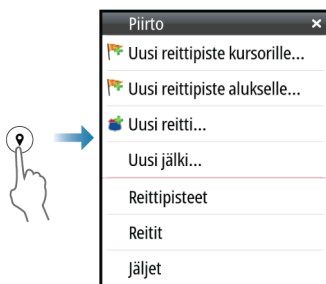 Piirto
Uusi reittipiste kursorille...
Uusi reittipiste alukselle...
Uusi reitti...
Uusi jälki...
Reittipisteet
Reitit
Jäljet